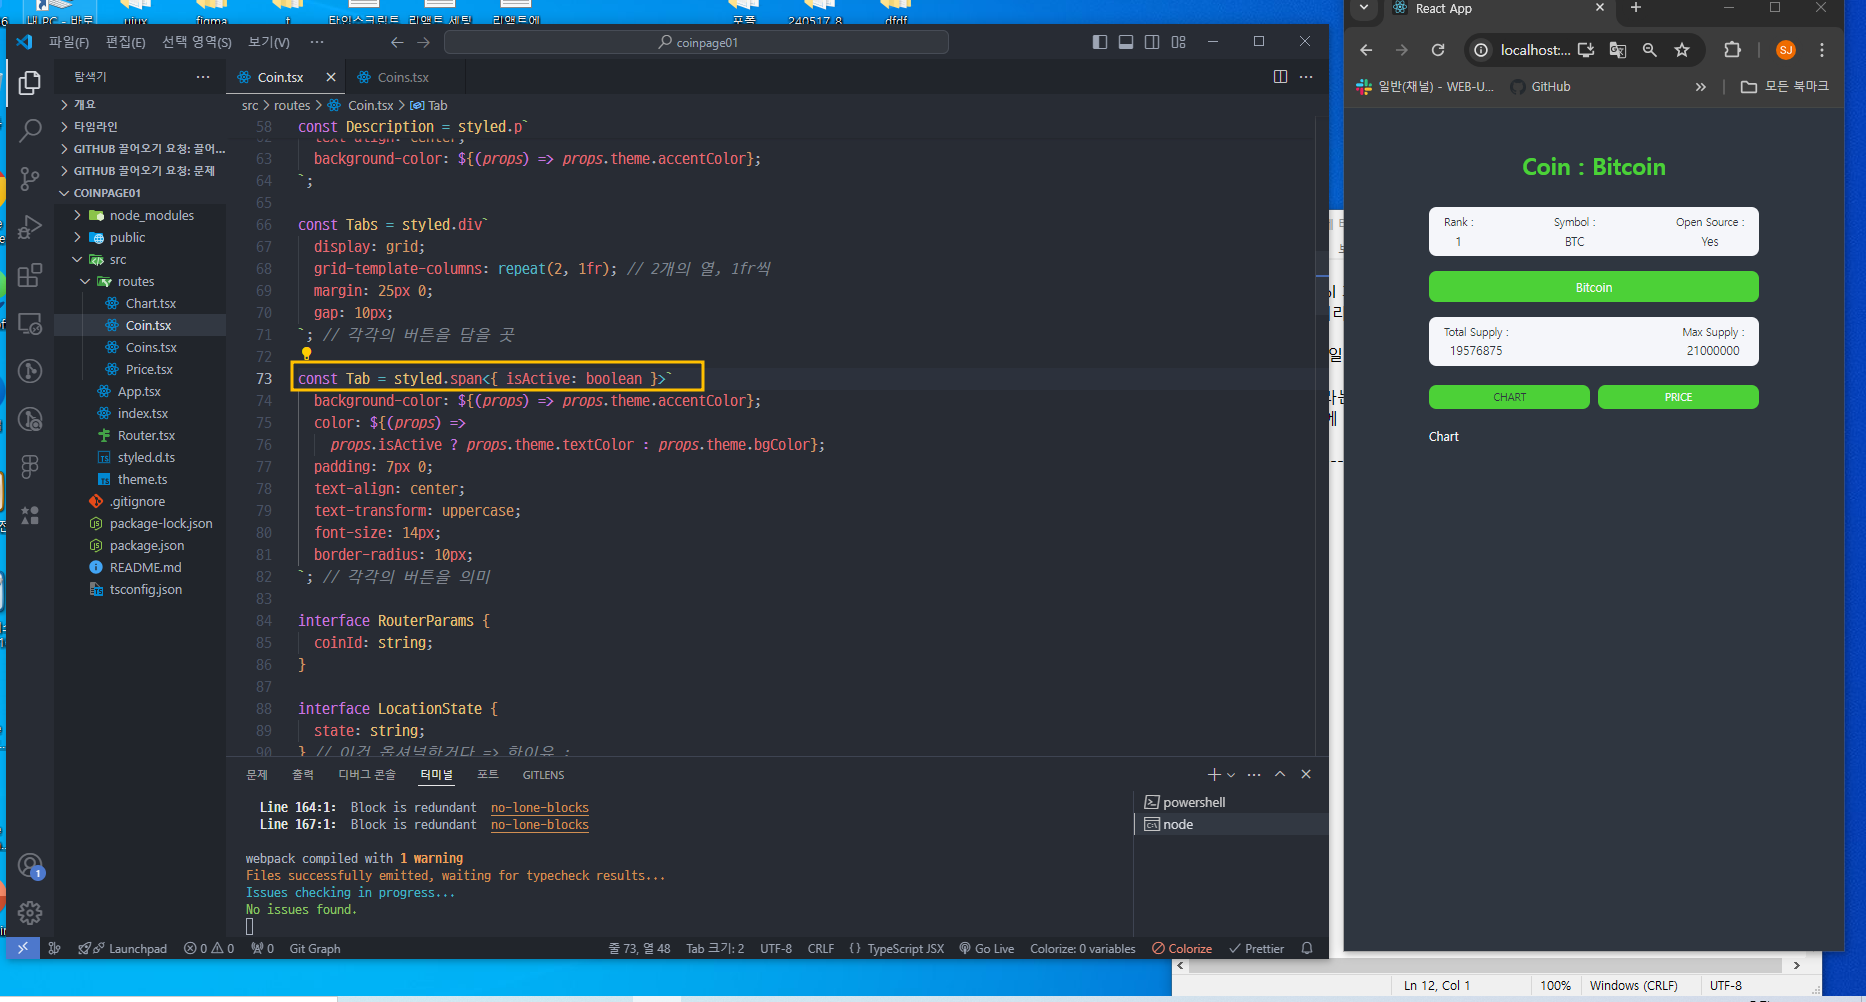 내 PC - 바로
uiux
figma
타입스크립트
리액트 세팅
리액트에
포폴
240517_8
dfdf
파일(F)
편집(E)
선택 영역(S)
보기(V)
coinpage01
탐색기
Coin.tsx
Coins.tsx
src > routes > Coin.tsx > Tab
개요
타임라인
GITHUB 끌어오기 요청: 끌어...
GITHUB 끌어오기 요청: 문제
COINPAGE01
node_modules
public
src
routes
Chart.tsx
Coin.tsx
Coins.tsx
Price.tsx
App.tsx
index.tsx
Router.tsx
styled.d.ts
theme.ts
.gitignore
package-lock.json
package.json
README.md
tsconfig.json
58 const Description = styled.p`
62 text-align: center;
63 background-color: ${(props) => props.theme.accentColor};
64 `;
65
66 const Tabs = styled.div`
67 display: grid;
68 grid-template-columns: repeat(2, 1fr); // 2개의 열, 1fr씩
69 margin: 25px 0;
70 gap: 10px;
71 `; // 각각의 버튼을 담을 곳
72
73 const Tab = styled.span<{ isActive: boolean }>`
74 background-color: ${(props) => props.theme.accentColor};
75 color: ${(props) =>
76 props.isActive ? props.theme.textColor : props.theme.bgColor};
77 padding: 7px 0;
78 text-align: center;
79 text-transform: uppercase;
80 font-size: 14px;
81 border-radius: 10px;
82 `; // 각각의 버튼을 의미
83
84 interface RouterParams {
85 coinId: string;
86 }
87
88 interface LocationState {
89 state: string;
90 } // 이건 옵셔널한거다 => 한이유 :
문제
출력
디버그 콘솔
터미널
포트
GITLENS
Line 164:1: Block is redundant no-lone-blocks
Line 167:1: Block is redundant no-lone-blocks
webpack compiled with 1 warning
Files successfully emitted, waiting for typecheck results...
Issues checking in progress...
No issues found.
powershell
node
1
Launchpad
0
0
0
Git Graph
줄 73, 열 48
Tab 크기: 2
UTF-8
CRLF
{ } TypeScript JSX
Go Live
Colorize: 0 variables
Colorize
Prettier
React App
localhost:...
SJ
일반(채널) - WEB-U...
GitHub
모든 북마크
Coin : Bitcoin
Rank :
1
Symbol :
BTC
Open Source :
Yes
Bitcoin
Total Supply :
19576875
Max Supply :
21000000
CHART
PRICE
Chart
Ln 12, Col 1
100%
Windows (CRLF)
UTF-8